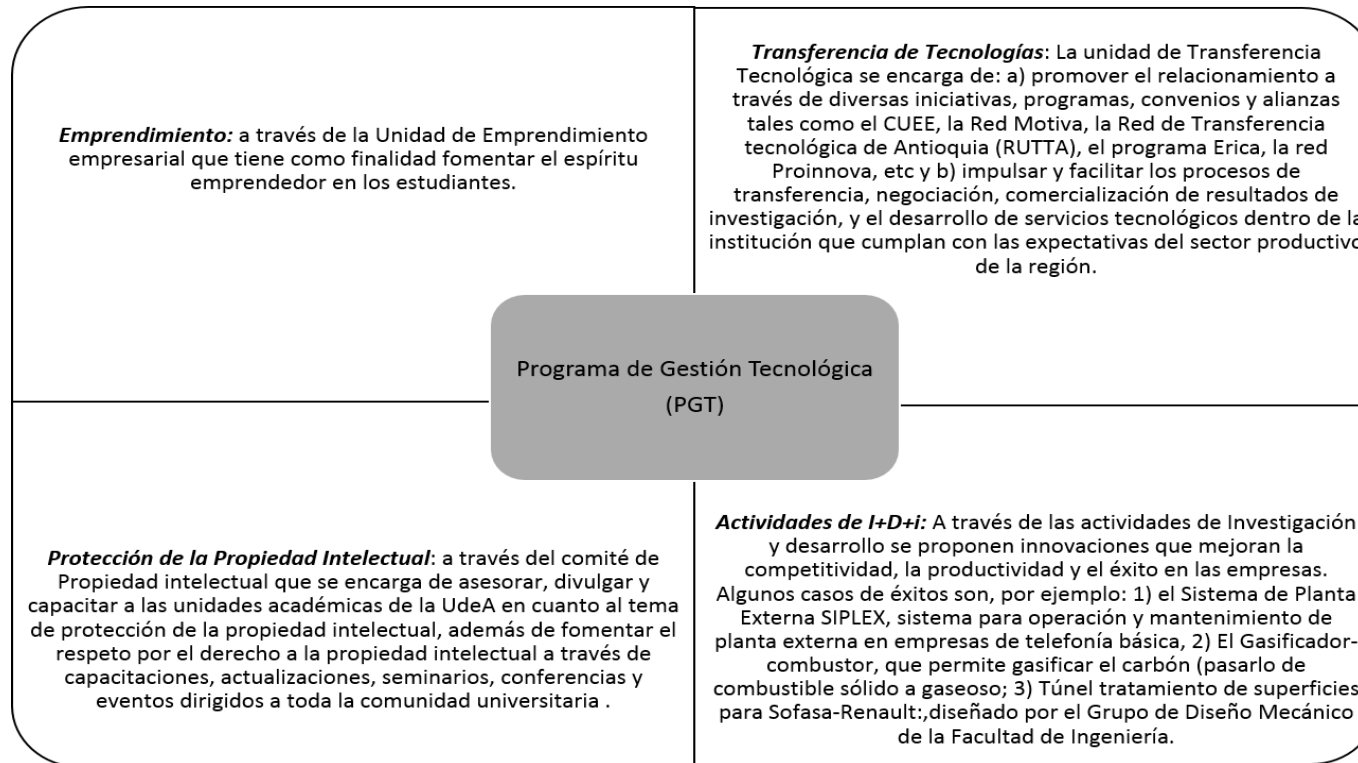 Emprendimiento: a través de la Unidad de Emprendimiento
empresarial que tiene como finalidad fomentar el espíritu
emprendedor en los estudiantes.
Transferencia de Tecnologías: La unidad de Transferencia
Tecnológica se encarga de: a) promover el relacionamiento a
través de diversas iniciativas, programas, convenios y alianzas
tales como el CUEE, la Red Motiva, la Red de Transferencia
tecnológica de Antioquia (RUTTA), el programa Erica, la red
Proinnova, etc y b) impulsar y facilitar los procesos de
transferencia, negociación, comercialización de resultados de
investigación, y el desarrollo de servicios tecnológicos dentro de la
institución que cumplan con las expectativas del sector productivo
de la región.
Programa de Gestión Tecnológica
(PGT)
Protección de la Propiedad Intelectual: a través del comité de
Propiedad intelectual que se encarga de asesorar, divulgar y
capacitar a las unidades académicas de la UdeA en cuanto al tema
de protección de la propiedad intelectual, además de fomentar el
respeto por el derecho a la propiedad intelectual a través de
capacitaciones, actualizaciones, seminarios, conferencias y
eventos dirigidos a toda la comunidad universitaria .
Actividades de I+D+i: A través de las actividades de Investigación
y desarrollo se proponen innovaciones que mejoran la
competitividad, la productividad y el éxito en las empresas.
Algunos casos de éxitos son, por ejemplo: 1) el Sistema de Planta
Externa SIPLEX, sistema para operación y mantenimiento de
planta externa en empresas de telefonía básica, 2) El Gasificador-
combustor, que permite gasificar el carbón (pasarlo de
combustible sólido a gaseoso; 3) Túnel tratamiento de superficies
para Sofasa-Renault:,diseñado por el Grupo de Diseño Mecánico
de la Facultad de Ingeniería.